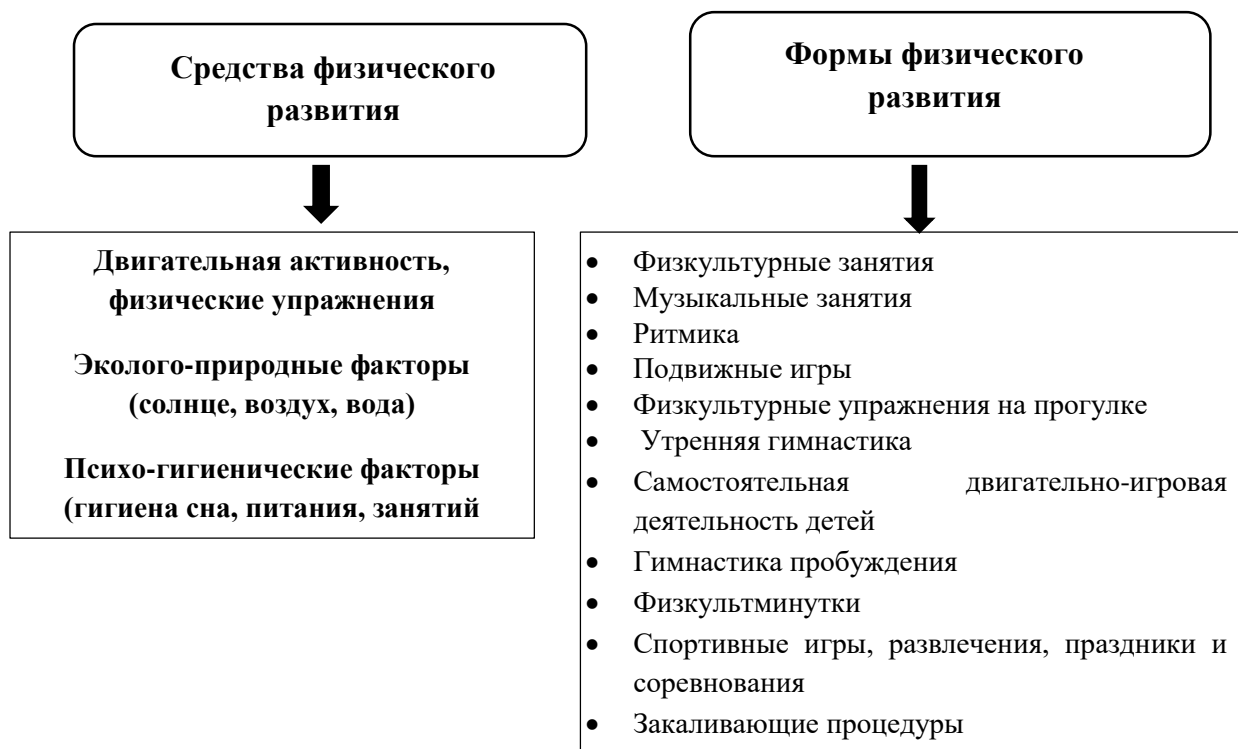 Средства физического
развития
Формы физического
развития
Двигательная активность,
физические упражнения
Эколого-природные факторы
(солнце, воздух, вода)
Психо-гигиенические факторы
(гигиена сна, питания, занятий
• Физкультурные занятия
• Музыкальные занятия
• Ритмика
• Подвижные игры
• Физкультурные упражнения на прогулке
• Утренняя гимнастика
• Самостоятельная двигательно-игровая
деятельность детей
• Гимнастика пробуждения
• Физкультминутки
• Спортивные игры, развлечения, праздники и
соревнования
• Закаливающие процедуры